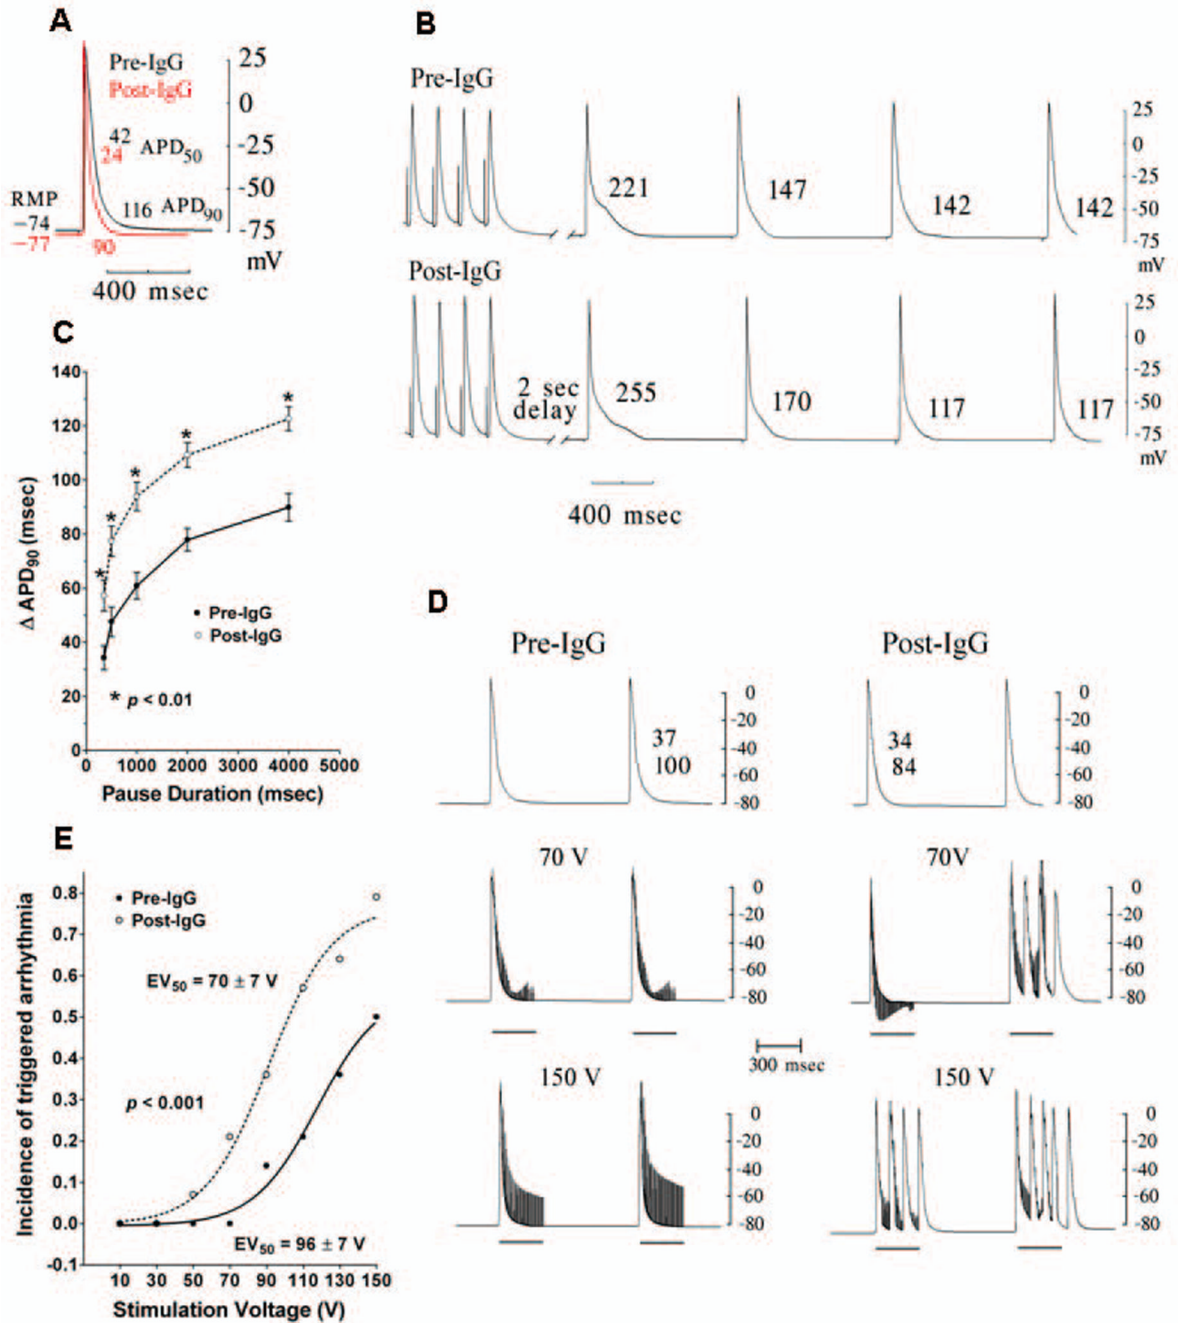 A
Pre-IgG
Post-IgG
25
0
-25
-50
-75
mV
42 APD50
24
116 APD90
90
RMP
−74
−77
400 msec
B
Pre-IgG
221
147
142
142
25
0
-25
-50
-75
mV
Post-IgG
2 sec
delay
255
170
117
117
25
0
-25
-50
-75
mV
400 msec
C
Δ APD90 (msec)
140
120
100
80
60
40
20
0
* * * * *
Pre-IgG
Post-IgG
* p < 0.01
0 1000 2000 3000 4000 5000
Pause Duration (msec)
D
Pre-IgG
Post-IgG
37
100
0
-20
-40
-60
-80
34
84
0
-20
-40
-60
-80
70 V
0
-20
-40
-60
-80
70V
0
-20
-40
-60
-80
300 msec
150 V
0
-20
-40
-60
-80
150 V
0
-20
-40
-60
-80
E
Incidence of triggered arrhythmia
0.8
0.7
0.6
0.5
0.4
0.3
0.2
0.1
0.0
-0.1
Pre-IgG
Post-IgG
EV50 = 70 ± 7 V
p < 0.001
EV50 = 96 ± 7 V
10 30 50 70 90 110 130 150
Stimulation Voltage (V)